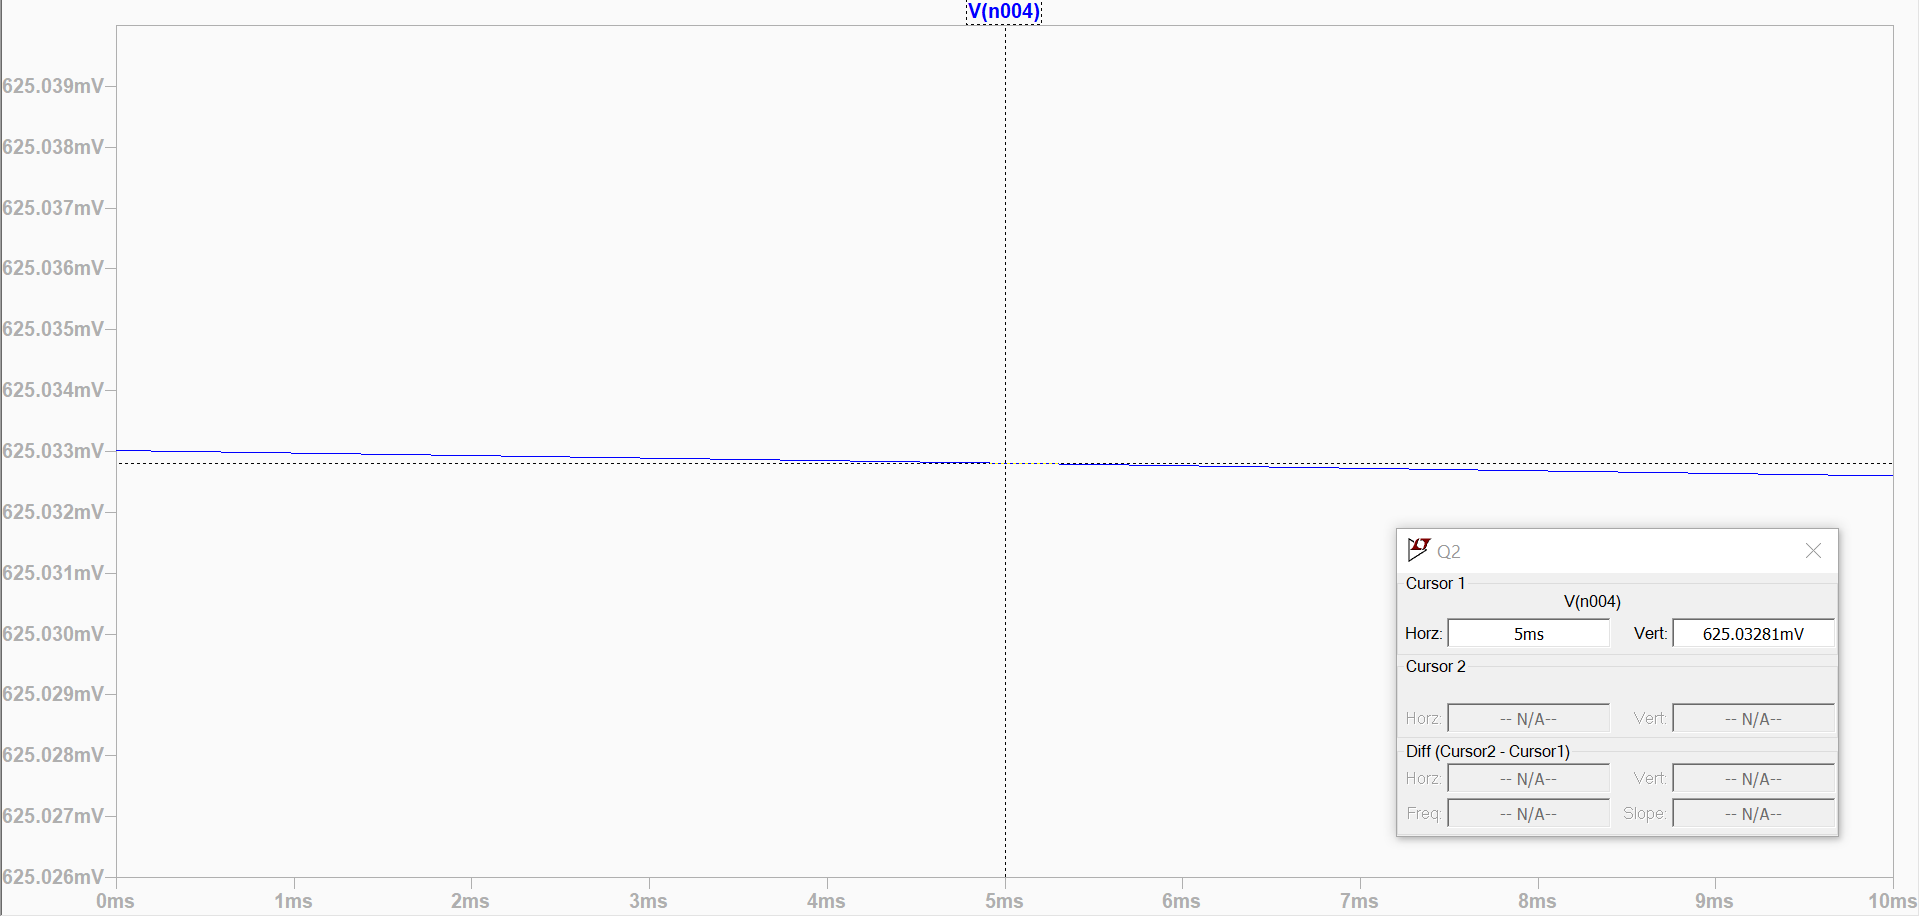 V(n004)
625.039mV
625.038mV
625.037mV
625.036mV
625.035mV
625.034mV
625.033mV
625.032mV
625.031mV
625.030mV
625.029mV
625.028mV
625.027mV
625.026mV
0ms 1ms 2ms 3ms 4ms 5ms 6ms 7ms 8ms 9ms 10ms
Q2
Cursor 1
V(n004)
Horz: 5ms Vert: 625.03281mV
Cursor 2
Horz: -- N/A-- Vert: -- N/A--
Diff (Cursor2 - Cursor1)
Horz: -- N/A-- Vert: -- N/A--
Freq: -- N/A-- Slope: -- N/A--